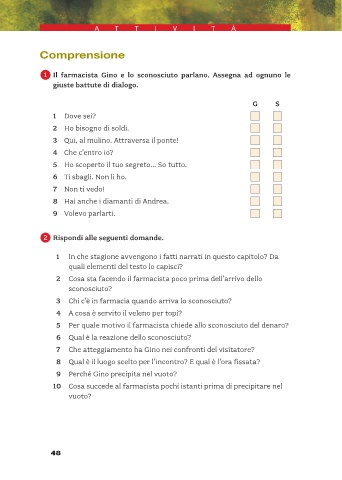 ATTIVITÀ
Comprensione
1 Il farmacista Gino e lo sconosciuto parlano. Assegna ad ognuno le
giuste battute di dialogo.
G S
1 Dove sei?
2 Ho bisogno di soldi.
3 Qui, al mulino. Attraversa il ponte!
4 Che c'entro io?
5 Ho scoperto il tuo segreto... So tutto.
6 Ti sbagli. Non li ho.
7 Non ti vedo!
8 Hai anche i diamanti di Andrea.
9 Volevo parlarti.
2 Rispondi alle seguenti domande.
1 In che stagione avvengono i fatti narrati in questo capitolo? Da
quali elementi del testo lo capisci?
2 Cosa sta facendo il farmacista poco prima dell'arrivo dello
sconosciuto?
3 Chi c'è in farmacia quando arriva lo sconosciuto?
4 A cosa è servito il veleno per topi?
5 Per quale motivo il farmacista chiede allo sconosciuto del denaro?
6 Qual è la reazione dello sconosciuto?
7 Che atteggiamento ha Gino nei confronti del visitatore?
8 Qual è il luogo scelto per l'incontro? E qual è l'ora fissata?
9 Perché Gino precipita nel vuoto?
10 Cosa succede al farmacista pochi istanti prima di precipitare nel
vuoto?
48